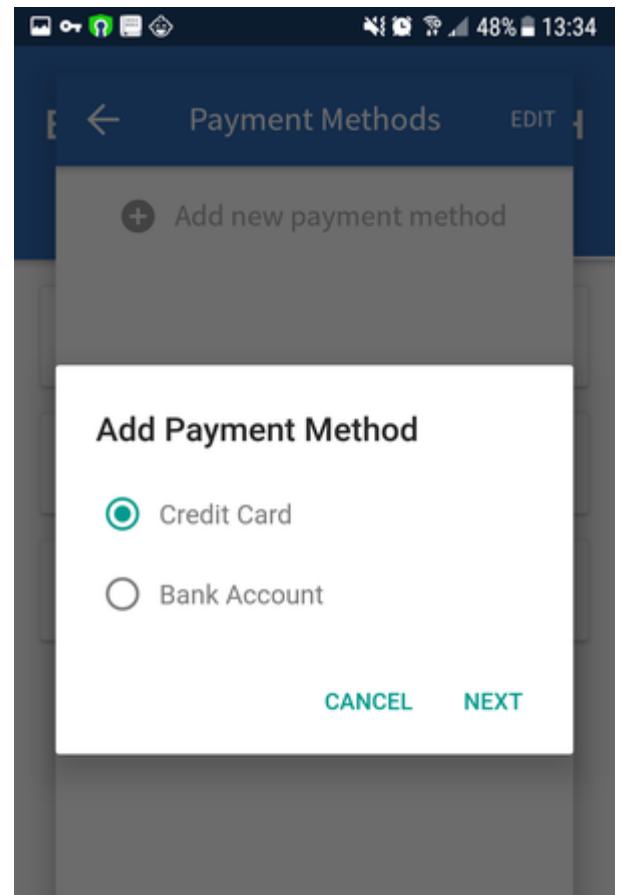 48% 13:34
Payment Methods EDIT
Add new payment method
Add Payment Method
Credit Card
Bank Account
CANCEL NEXT